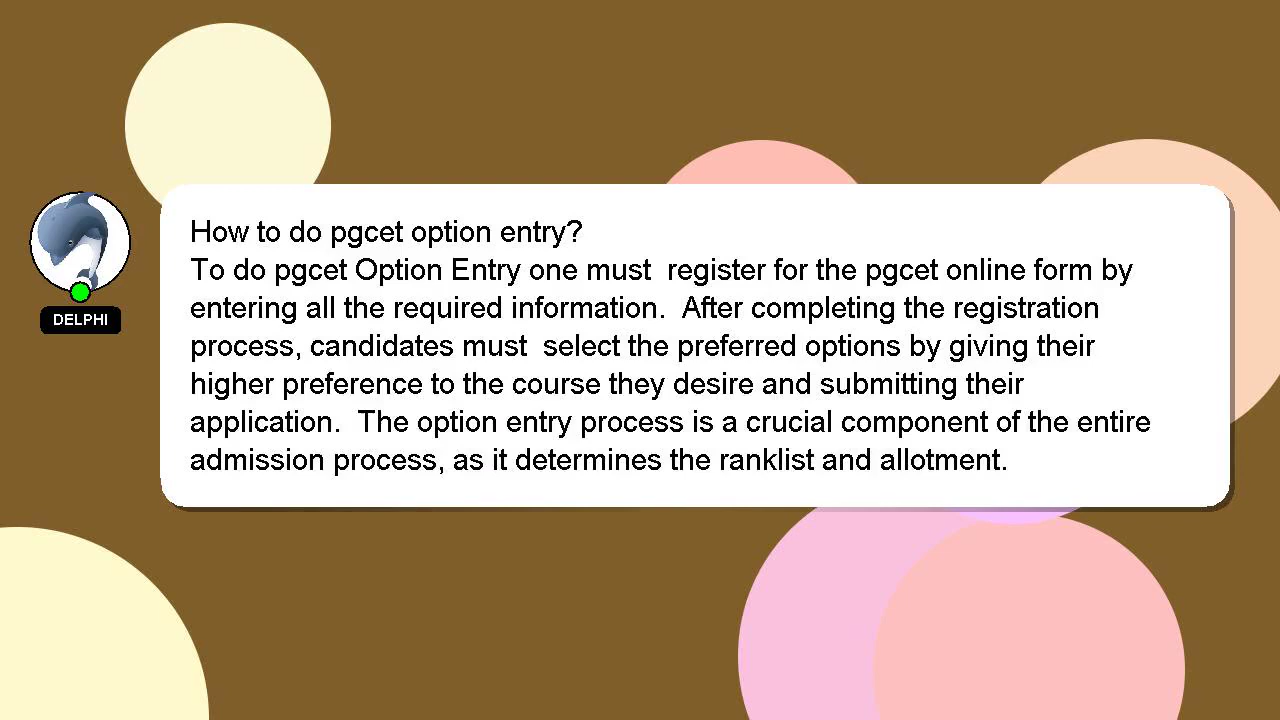 How to do pgcet option entry?
To do pgcet Option Entry one must  register for the pgcet online form by
entering all the required information.  After completing the registration
process, candidates must  select the preferred options by giving their
higher preference to the course they desire and submitting their
application.  The option entry process is a crucial component of the entire
admission process, as it determines the ranklist and allotment.
DELPHI